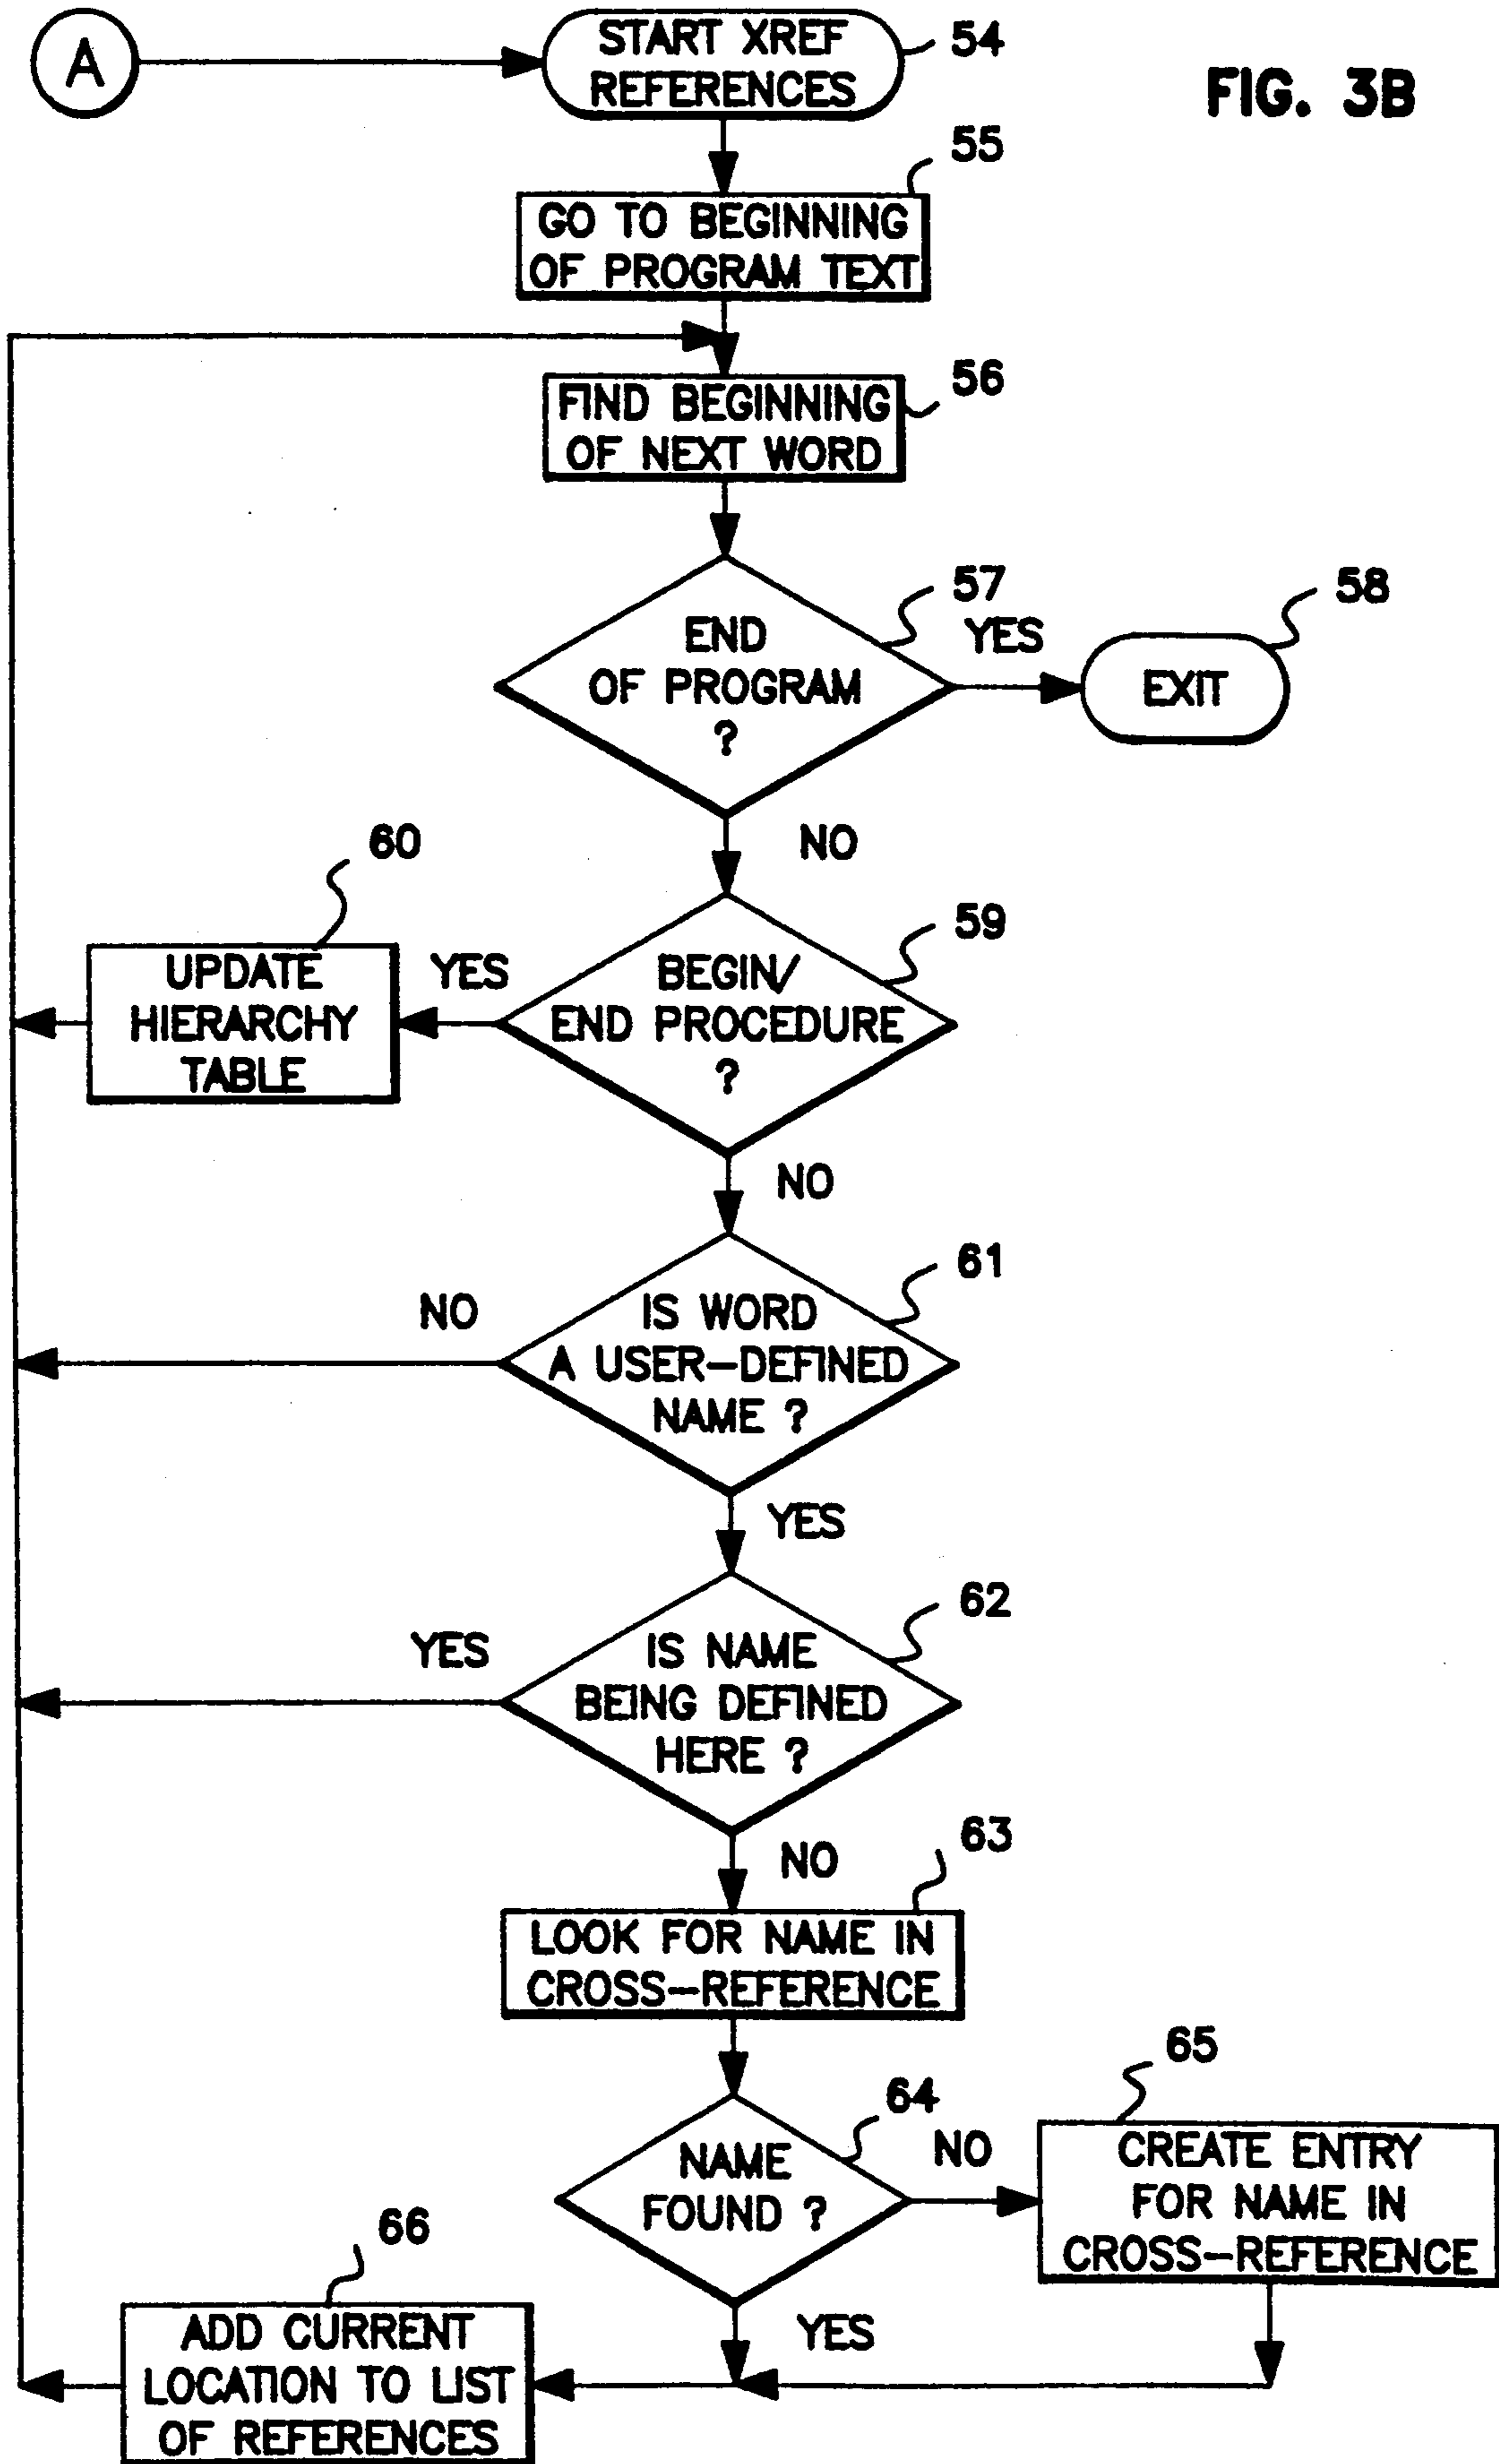 A
START XREF
REFERENCES
54
FIG. 3B
55
GO TO BEGINNING
OF PROGRAM TEXT
56
FIND BEGINNING
OF NEXT WORD
57
END
OF PROGRAM
?
YES
58
EXIT
NO
60
UPDATE
HIERARCHY
TABLE
YES
59
BEGIN/
END PROCEDURE
?
NO
61
NO
IS WORD
A USER-DEFINED
NAME ?
YES
62
YES
IS NAME
BEING DEFINED
HERE ?
NO
63
LOOK FOR NAME IN
CROSS-REFERENCE
64
NAME
FOUND ?
NO
65
CREATE ENTRY
FOR NAME IN
CROSS-REFERENCE
YES
66
ADD CURRENT
LOCATION TO LIST
OF REFERENCES